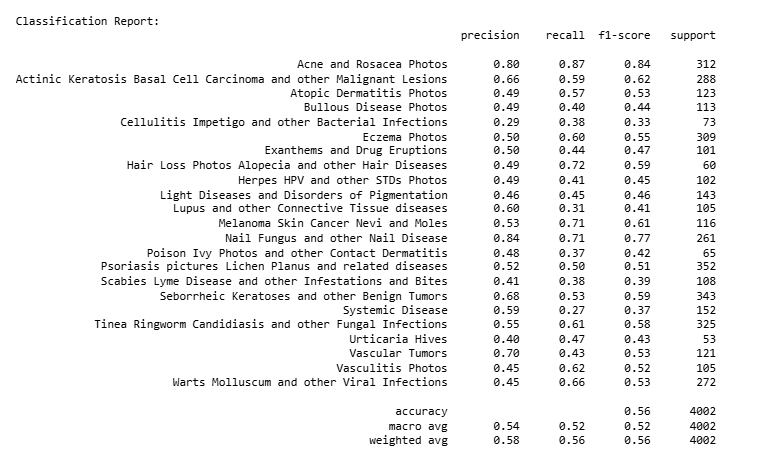 Classification Report:
precision recall f1-score support
Acne and Rosacea Photos 0.80 0.87 0.84 312
Actinic Keratosis Basal Cell Carcinoma and other Malignant Lesions 0.66 0.59 0.62 288
Atopic Dermatitis Photos 0.49 0.57 0.53 123
Bullous Disease Photos 0.49 0.40 0.44 113
Cellulitis Impetigo and other Bacterial Infections 0.29 0.38 0.33 73
Eczema Photos 0.50 0.60 0.55 309
Exanthems and Drug Eruptions 0.50 0.44 0.47 101
Hair Loss Photos Alopecia and other Hair Diseases 0.49 0.72 0.59 60
Herpes HPV and other STDs Photos 0.49 0.41 0.45 102
Light Diseases and Disorders of Pigmentation 0.46 0.45 0.46 143
Lupus and other Connective Tissue diseases 0.60 0.31 0.41 105
Melanoma Skin Cancer Nevi and Moles 0.53 0.71 0.61 116
Nail Fungus and other Nail Disease 0.84 0.71 0.77 261
Poison Ivy Photos and other Contact Dermatitis 0.48 0.37 0.42 65
Psoriasis pictures Lichen Planus and related diseases 0.52 0.50 0.51 352
Scabies Lyme Disease and other Infestations and Bites 0.41 0.38 0.39 108
Seborrheic Keratoses and other Benign Tumors 0.68 0.53 0.59 343
Systemic Disease 0.59 0.27 0.37 152
Tinea Ringworm Candidiasis and other Fungal Infections 0.55 0.61 0.58 325
Urticaria Hives 0.40 0.47 0.43 53
Vascular Tumors 0.70 0.43 0.53 121
Vasculitis Photos 0.45 0.62 0.52 105
Warts Molluscum and other Viral Infections 0.45 0.66 0.53 272
accuracy 0.56 4002
macro avg 0.54 0.52 0.52 4002
weighted avg 0.58 0.56 0.56 4002